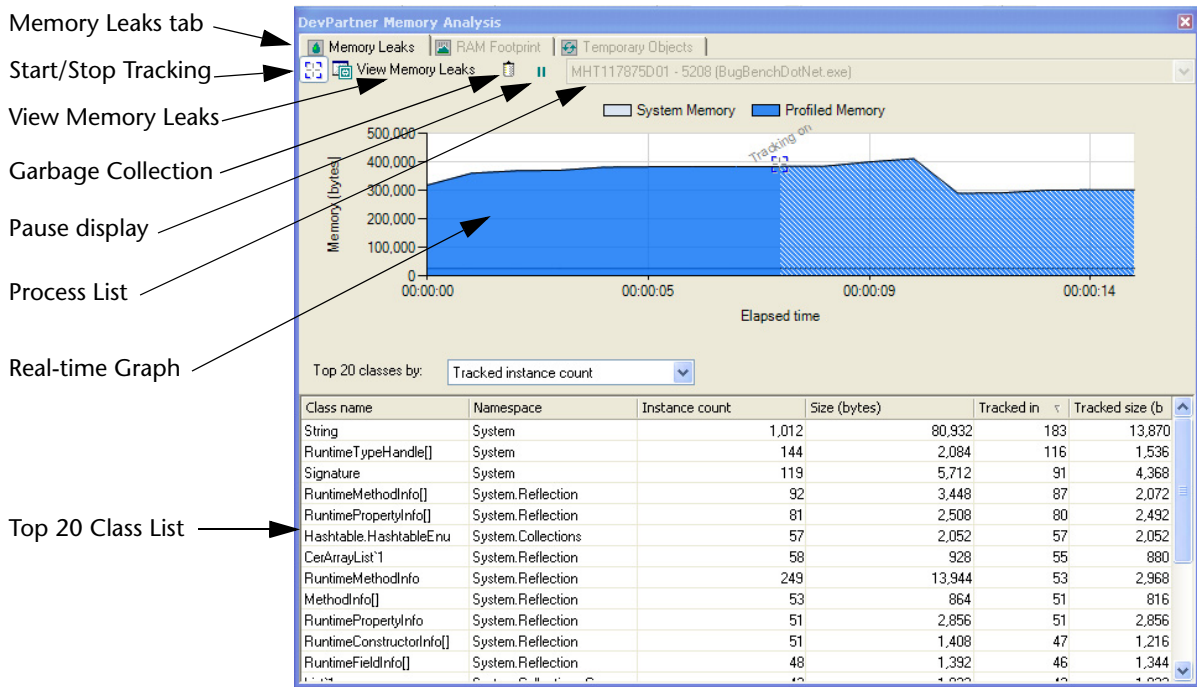 Memory Leaks tab
Start/Stop Tracking
View Memory Leaks
Garbage Collection
Pause display
Process List
Real-time Graph
Top 20 Class List
DevPartner Memory Analysis
Memory Leaks RAM Footprint Temporary Objects
View Memory Leaks MHT117875D01 - 5208 (BugBenchDotNet.exe)
System Memory Profiled Memory
Tracking on
Memory (bytes)
500,000
400,000
300,000
200,000
100,000
0
00:00:00 00:00:05 00:00:09 00:00:14
Elapsed time
Top 20 classes by: Tracked instance count
Class name Namespace Instance count Size (bytes) Tracked in Tracked size (b
String System 1,012 80,932 183 13,870
RuntimeTypeHandle[] System 144 2,084 116 1,536
Signature System 119 5,712 91 4,368
RuntimeMethodInfo[] System.Reflection 92 3,448 87 2,072
RuntimePropertyInfo[] System.Reflection 81 2,508 80 2,492
Hashtable.HashtableEnu System.Collections 57 2,052 57 2,052
CerArrayList`1 System.Reflection 58 928 55 880
RuntimeMethodInfo System.Reflection 249 13,944 53 2,968
MethodInfo[] System.Reflection 53 864 51 816
RuntimePropertyInfo System.Reflection 51 2,856 51 2,856
RuntimeConstructorInfo[] System.Reflection 51 1,408 47 1,216
RuntimeFieldInfo[] System.Reflection 48 1,392 46 1,344